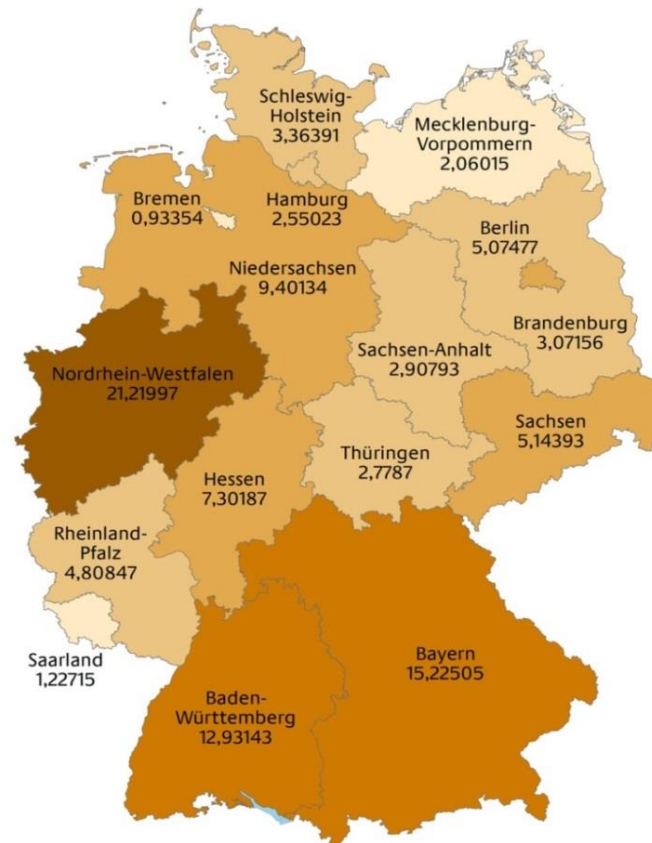 Schleswig-
Holstein
3,36391
Mecklenburg-
Vorpommern
2,06015
Bremen
0,93354
Hamburg
2,55023
Berlin
5,07477
Niedersachsen
9,40134
Brandenburg
3,07156
Sachsen-Anhalt
2,90793
Nordrhein-Westfalen
21,21997
Sachsen
5,14393
Thüringen
2,7787
Hessen
7,30187
Rheinland-
Pfalz
4,80847
Saarland
1,22715
Bayern
15,22505
Baden-
Württemberg
12,93143